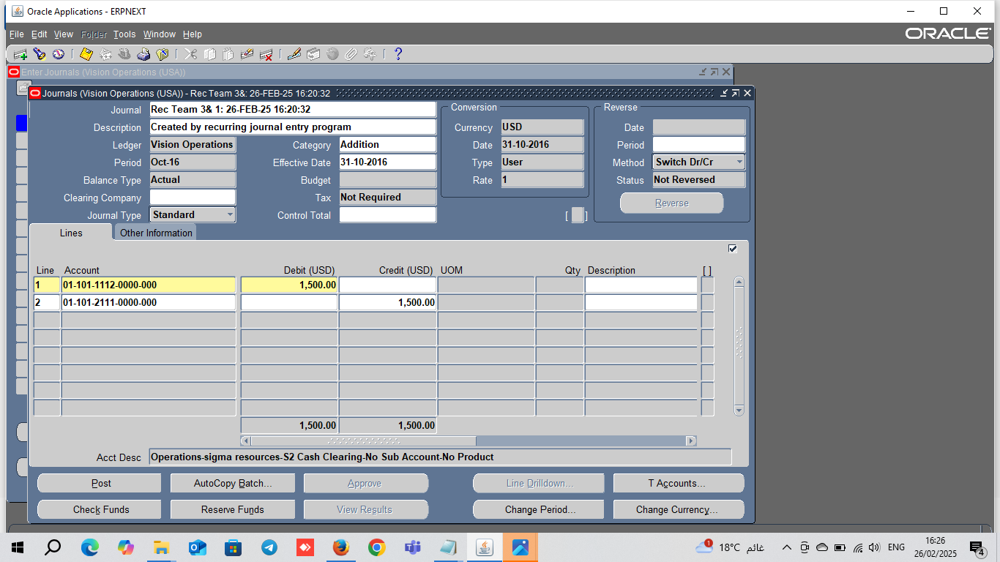 Oracle Applications - ERPNEXT
File Edit View Folder Tools Window Help
ORACLE
Enter Journals (Vision Operations (USA))
Journals (Vision Operations (USA)) - Rec Team 3&: 26-FEB-25 16:20:32
Journal Rec Team 3& 1: 26-FEB-25 16:20:32
Description Created by recurring journal entry program
Ledger Vision Operations Category Addition
Period Oct-16 Effective Date 31-10-2016
Balance Type Actual Budget
Clearing Company Tax Not Required
Journal Type Standard Control Total
Conversion
Currency USD
Date 31-10-2016
Type User
Rate 1
[ ]
Reverse
Date
Period
Method Switch Dr/Cr
Status Not Reversed
Reverse
Lines Other Information
Line Account Debit (USD) Credit (USD) UOM Qty Description [ ]
1 01-101-1112-0000-000 1,500.00
2 01-101-2111-0000-000 1,500.00
1,500.00 1,500.00
Acct Desc Operations-sigma resources-S2 Cash Clearing-No Sub Account-No Product
Post AutoCopy Batch... Approve Line Drilldown... T Accounts...
Check Funds Reserve Funds View Results Change Period... Change Currency...
1 18°C غائم ENG 16:26
26/02/2025 4